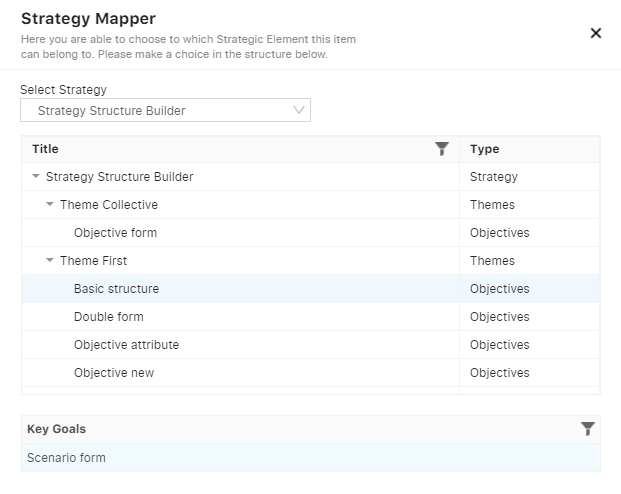 Strategy Mapper
Here you are able to choose to which Strategic Element this item
can belong to. Please make a choice in the structure below.
Select Strategy
Strategy Structure Builder
Title Type
Strategy Structure Builder Strategy
Theme Collective Themes
Objective form Objectives
Theme First Themes
Basic structure Objectives
Double form Objectives
Objective attribute Objectives
Objective new Objectives
Key Goals
Scenario form